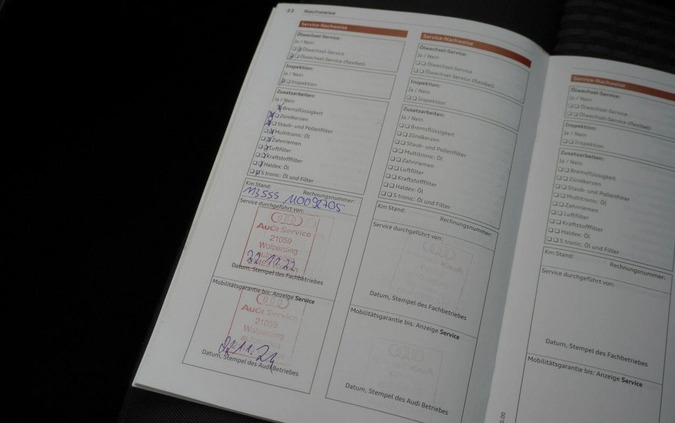 Service-Nachweise
Ölwechsel-Service:
Ja / Nein
Ölwechsel-Service
Ölwechsel-Service (flexibel)
Inspektion:
Ja / Nein
Inspektion
Zusatzarbeiten:
Ja / Nein
Bremsflüssigkeit
Zündkerzen
Staub- und Pollenfilter
Multitronic: Öl
Zahnriemen
Luftfilter
Kraftstofffilter
Haldex: Öl
S tronic: Öl und Filter
Km Stand: Rechnungsnummer:
Service durchgeführt von:
Audi Service
21059
Datum, Stempel des Fachbetriebes
Mobilitätsgarantie bis: Anzeige Service
Audi Service
21059
Datum, Stempel des Audi Betriebes
Service-Nachweise
Ölwechsel-Service:
Ja / Nein
Ölwechsel-Service
Ölwechsel-Service (flexibel)
Inspektion:
Ja / Nein
Inspektion
Zusatzarbeiten:
Ja / Nein
Bremsflüssigkeit
Zündkerzen
Staub- und Pollenfilter
Multitronic: Öl
Zahnriemen
Luftfilter
Kraftstofffilter
Haldex: Öl
S tronic: Öl und Filter
Km Stand: Rechnungsnummer:
Service durchgeführt von:
Datum, Stempel des Fachbetriebes
Mobilitätsgarantie bis: Anzeige Service
Datum, Stempel des Audi Betriebes
Service-Nachweise
Ölwechsel-Service:
Ja / Nein
Ölwechsel-Service
Ölwechsel-Service (flexibel)
Inspektion:
Ja / Nein
Inspektion
Zusatzarbeiten:
Ja / Nein
Bremsflüssigkeit
Zündkerzen
Staub- und Pollenfilter
Multitronic: Öl
Zahnriemen
Luftfilter
Kraftstofffilter
Haldex: Öl
S tronic: Öl und Filter
Km Stand: Rechnungsnummer:
Service durchgeführt von:
Datum, Stempel des Fachbetriebes
Mobilitätsgarantie bis: Anzeige Service